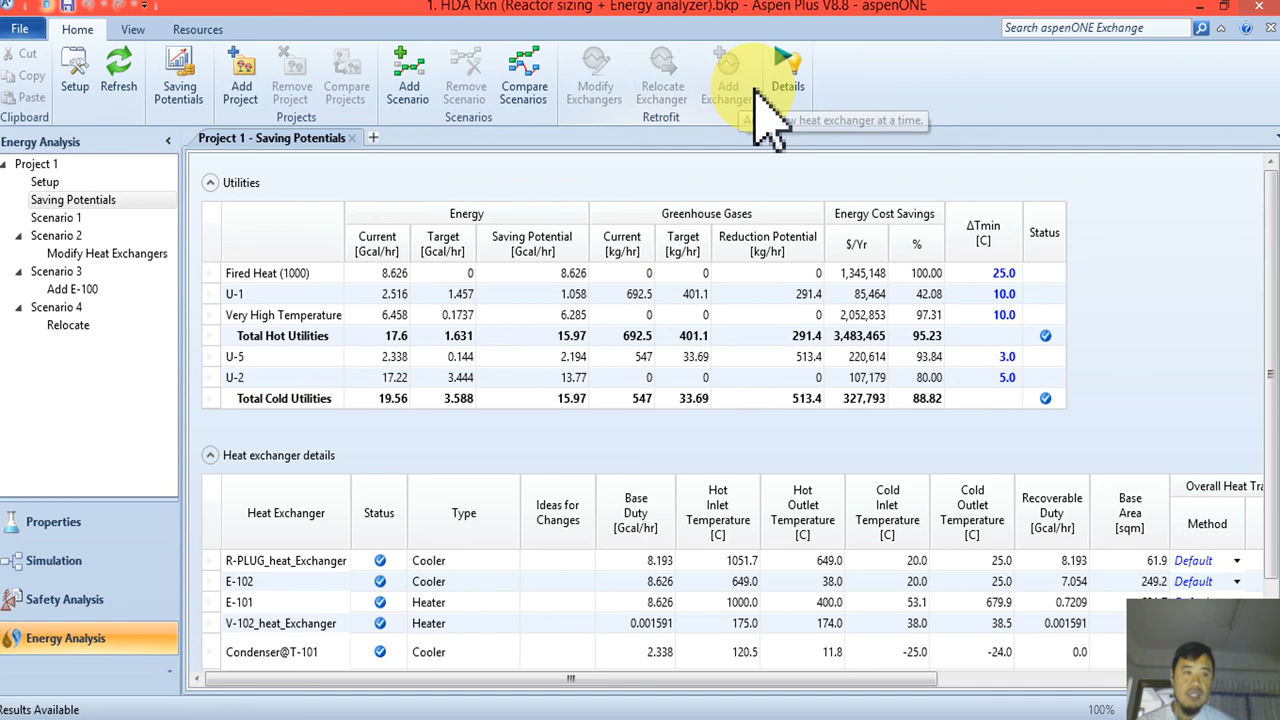 1. HDA Rxn (Reactor sizing + Energy analyzer).bkp - Aspen Plus V8.8 - aspenONE
File Home View Resources Search aspenONE Exchange
Cut
Copy
Paste
Clipboard
Setup
Refresh
Saving Potentials
Add Project
Remove Project
Compare Projects
Projects
Add Scenario
Remove Scenario
Compare Scenarios
Scenarios
Modify Exchangers
Relocate Exchanger
Add Exchanger
Retrofit
Details
heat exchanger at a time.
Energy Analysis
Project 1 - Saving Potentials
Project 1
Setup
Saving Potentials
Scenario 1
Scenario 2
Modify Heat Exchangers
Scenario 3
Add E-100
Scenario 4
Relocate
Properties
Simulation
Safety Analysis
Energy Analysis
Utilities
Energy Greenhouse Gases Energy Cost Savings ΔTmin [C] Status
Current [Gcal/hr] Target [Gcal/hr] Saving Potential [Gcal/hr] Current [kg/hr] Target [kg/hr] Reduction Potential [kg/hr] $/Yr %
Fired Heat (1000) 8.626 0 8.626 0 0 0 1,345,148 100.00 25.0
U-1 2.516 1.457 1.058 692.5 401.1 291.4 85,464 42.08 10.0
Very High Temperature 6.458 0.1737 6.285 0 0 0 2,052,853 97.31 10.0
Total Hot Utilities 17.6 1.631 15.97 692.5 401.1 291.4 3,483,465 95.23
U-5 2.338 0.144 2.194 547 33.69 513.4 220,614 93.84 3.0
U-2 17.22 3.444 13.77 0 0 0 107,179 80.00 5.0
Total Cold Utilities 19.56 3.588 15.97 547 33.69 513.4 327,793 88.82
Heat exchanger details
Heat Exchanger Status Type Ideas for Changes Base Duty [Gcal/hr] Hot Inlet Temperature [C] Hot Outlet Temperature [C] Cold Inlet Temperature [C] Cold Outlet Temperature [C] Recoverable Duty [Gcal/hr] Base Area [sqm] Overall Heat Tra
Method
R-PLUG_heat_Exchanger Cooler 8.193 1051.7 649.0 20.0 25.0 8.193 61.9 Default
E-102 Cooler 8.626 649.0 38.0 20.0 25.0 7.054 249.2 Default
E-101 Heater 8.626 1000.0 400.0 53.1 679.9 0.7209
V-102_heat_Exchanger Heater 0.001591 175.0 174.0 38.0 38.5 0.001591
Condenser@T-101 Cooler 2.338 120.5 11.8 -25.0 -24.0 0.0
Results Available 100%